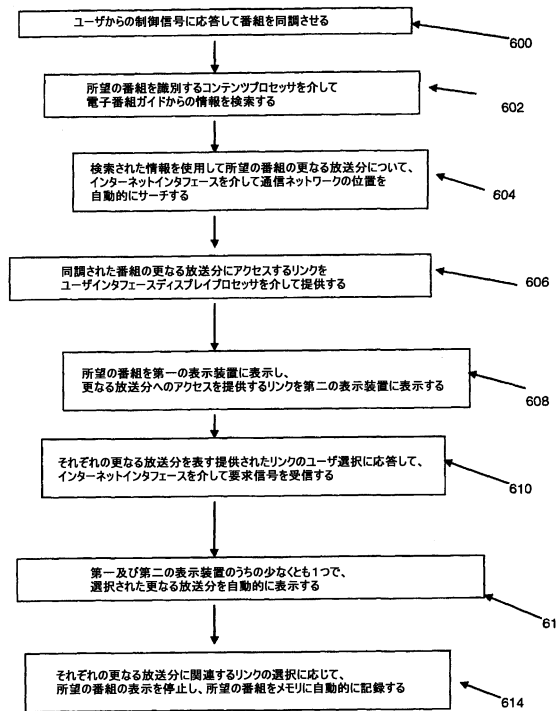 ユーザからの制御信号に応答して番組を同調させる
600
所望の番組を識別するコンテンツプロセッサを介して
電子番組ガイドからの情報を検索する
602
検索された情報を使用して所望の番組の更なる放送分について、
インターネットインタフェースを介して通信ネットワークの位置を
自動的にサーチする
604
同調された番組の更なる放送分にアクセスするリンクを
ユーザインタフェースディスプレイプロセッサを介して提供する
606
所望の番組を第一の表示装置に表示し、
更なる放送分へのアクセスを提供するリンクを第二の表示装置に表示する
608
それぞれの更なる放送分を表す提供されたリンクのユーザ選択に応答して、
インターネットインタフェースを介して要求信号を受信する
610
第一及び第二の表示装置のうちの少なくとも1つで、
選択された更なる放送分を自動的に表示する
61
それぞれの更なる放送分に関連するリンクの選択に応じて、
所望の番組の表示を停止し、所望の番組をメモリに自動的に記録する
614